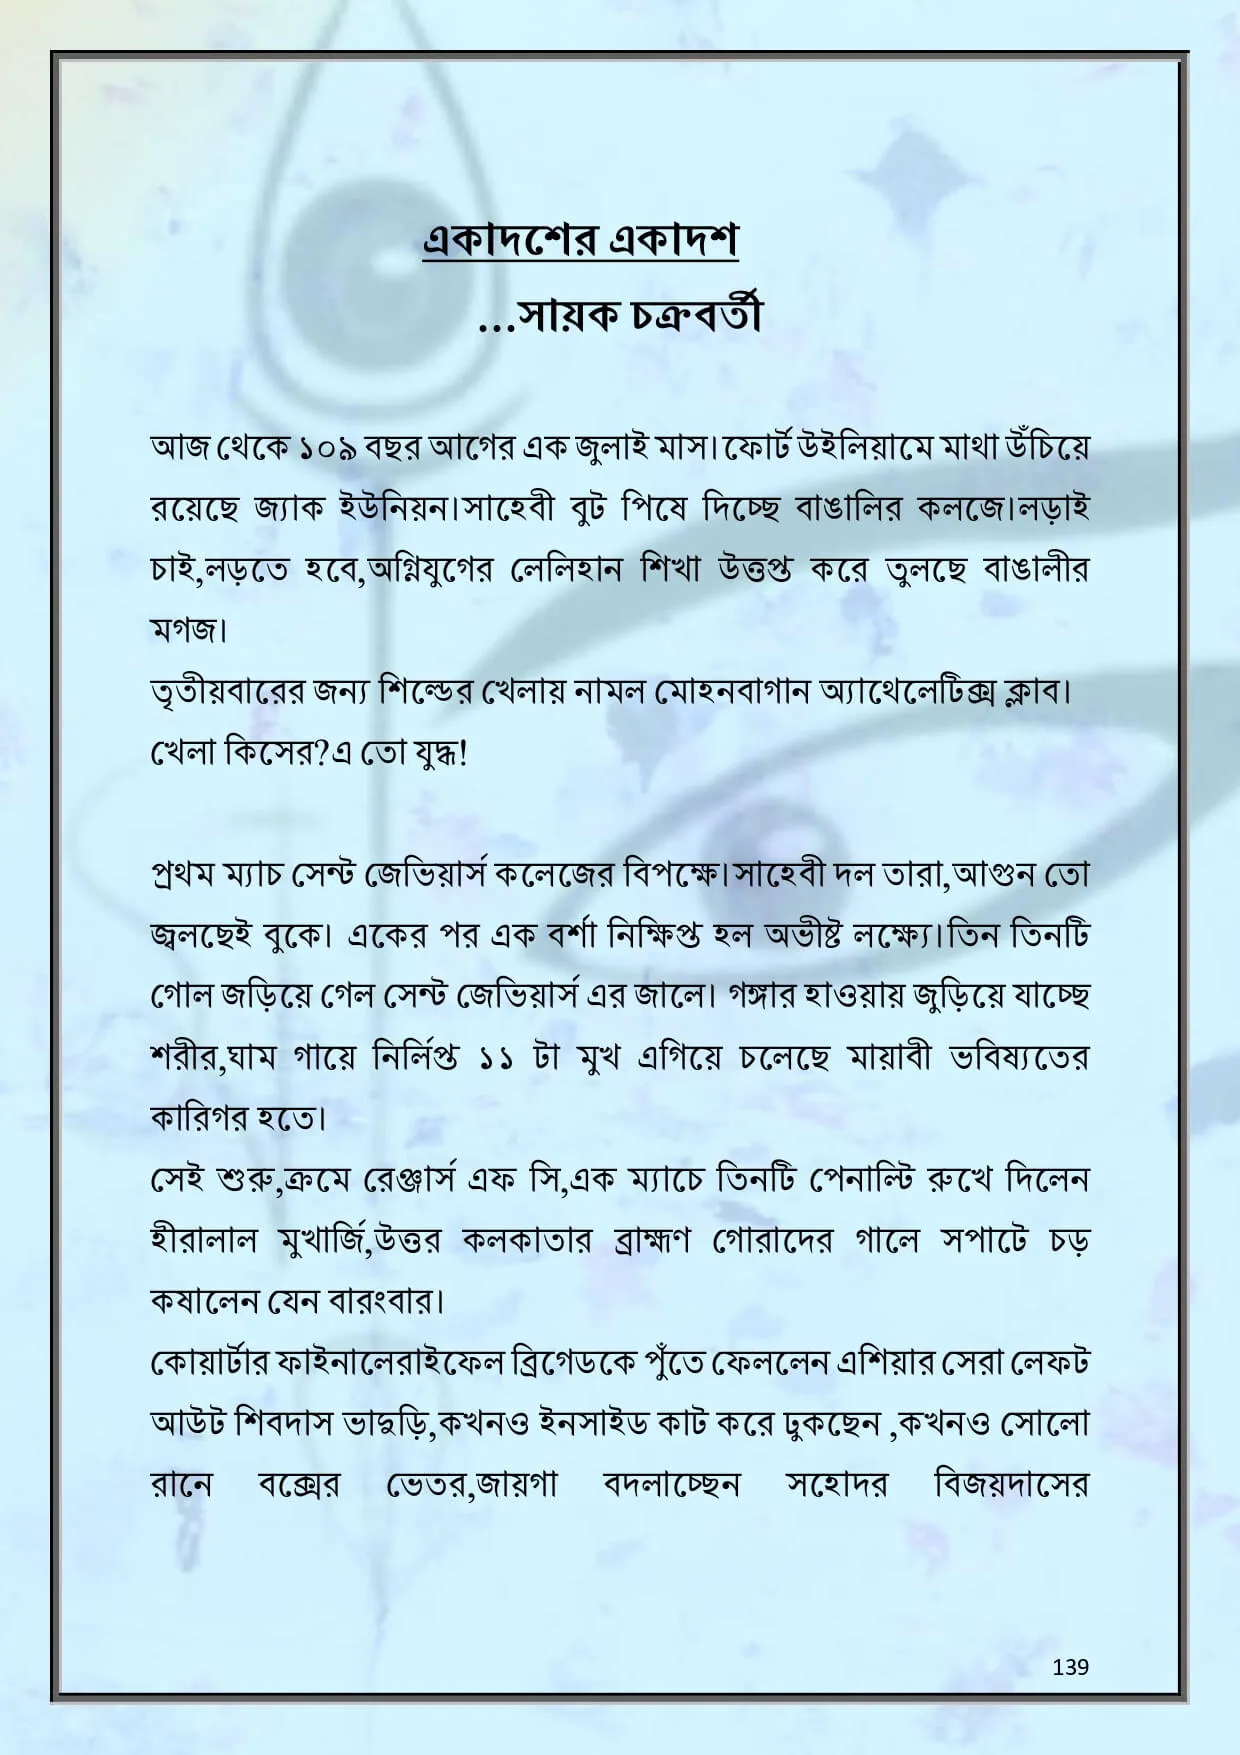 একাদশের একাদশ
...সায়ক চক্রবর্তী
আজ থেকে ১০৯ বছর আগের এক জুলাই মাস।ফোর্ট উইলিয়ামে মাথা উঁচিয়ে
রয়েছে জ্যাক ইউনিয়ন।সাহেবী বুট পিষে দিচ্ছে বাঙালির কলজে।লড়াই
চাই,লড়তে হবে,অগ্নিযুগের লেলিহান শিখা উত্তপ্ত করে তুলছে বাঙালীর
মগজ।
তৃতীয়বারের জন্য শিল্ডের খেলায় নামল মোহনবাগান অ্যাথেলেটিক্স ক্লাব।
খেলা কিসের?এ তো যুদ্ধ!
প্রথম ম্যাচ সেন্ট জেভিয়ার্স কলেজের বিপক্ষে।সাহেবী দল তারা,আগুন তো
জ্বলছেই বুকে। একের পর এক বর্শা নিক্ষিপ্ত হল অভীষ্ট লক্ষ্যে।তিন তিনটি
গোল জড়িয়ে গেল সেন্ট জেভিয়ার্স এর জালে। গঙ্গার হাওয়ায় জুড়িয়ে যাচ্ছে
শরীর,ঘাম গায়ে নির্লিপ্ত ১১ টা মুখ এগিয়ে চলেছে মায়াবী ভবিষ্যতের
কারিগর হতে।
সেই শুরু,ক্রমে রেঞ্জার্স এফ সি,এক ম্যাচে তিনটি পেনাল্টি রুখে দিলেন
হীরালাল মুখার্জি,উত্তর কলকাতার ব্রাহ্মণ গোরাদের গালে সপাটে চড়
কষালেন যেন বারংবার।
কোয়ার্টার ফাইনালেরাইফেল ব্রিগেডকে পুঁতে ফেললেন এশিয়ার সেরা লেফট
আউট শিবদাস ভাদুড়ি,কখনও ইনসাইড কাট করে ঢুকছেন ,কখনও সোলো
রানে বক্সের ভেতর,জায়গা বদলাচ্ছেন সহোদর বিজয়দাসের
139